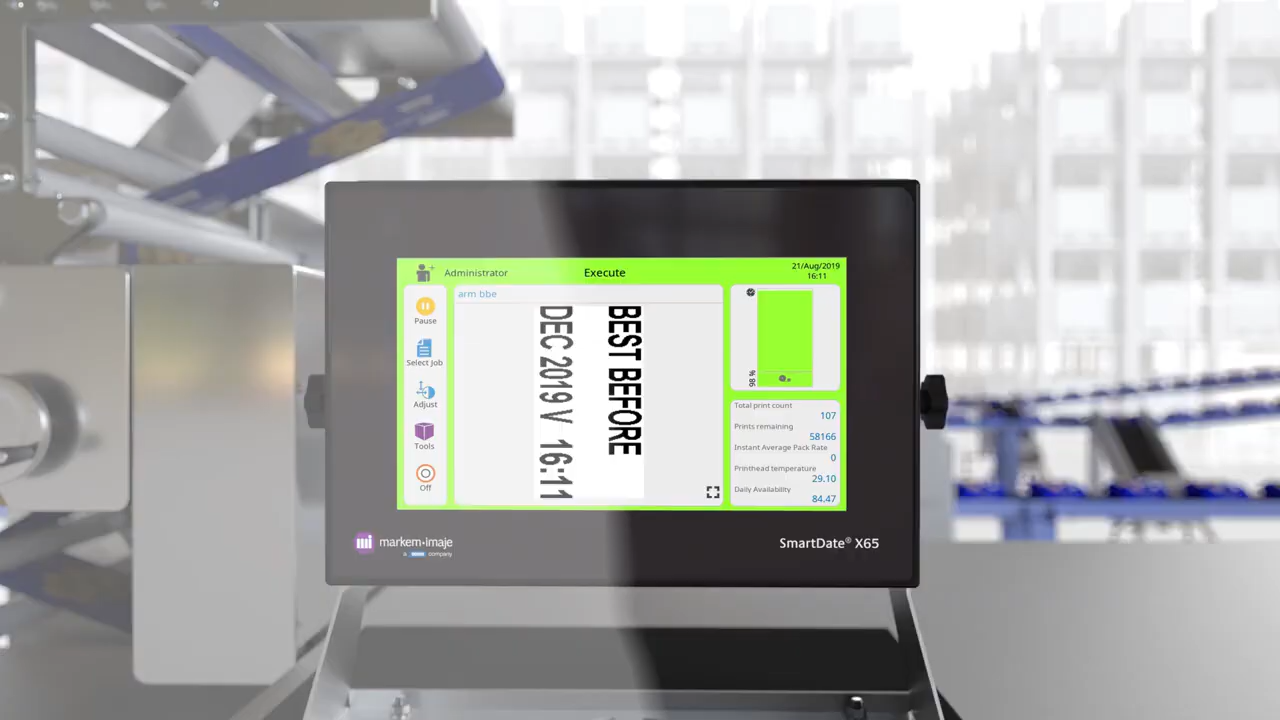 Administrator
Execute
21/Aug/2019
16:11
Pause
Select Job
Adjust
Tools
Off
arm bbe
BEST BEFORE
DEC 2019 V 16:11
98 %
Total print count
107
Prints remaining
58166
Instant Average Pack Rate
0
Printhead temperature
29.10
Daily Availability
84.47
mi markem·imaje
a company
SmartDate® X65